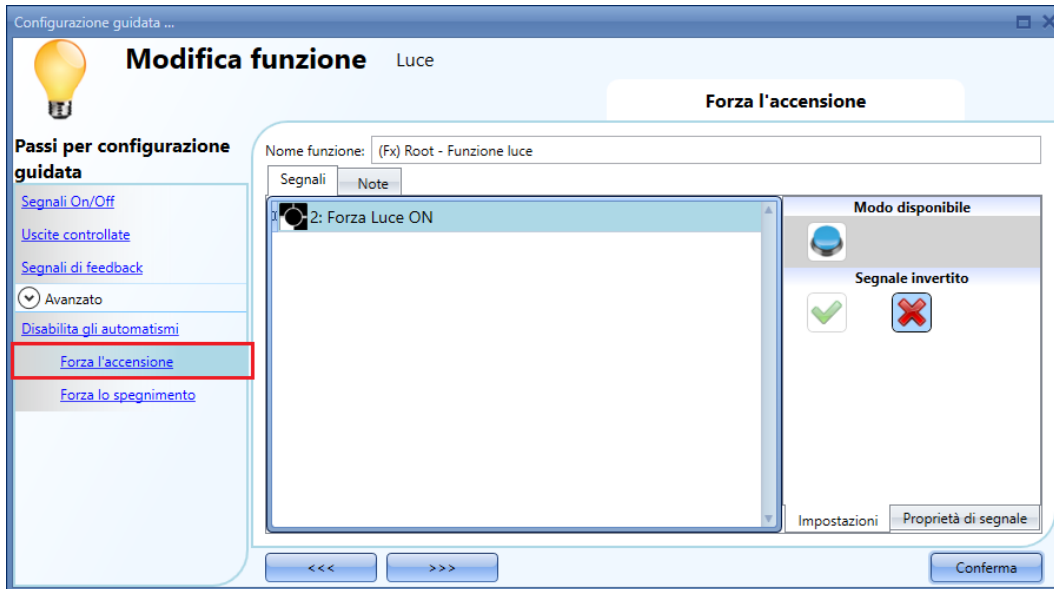 Configurazione guidata ...
Modifica funzione Luce
Forza l'accensione
Passi per configurazione
guidata
Segnali On/Off
Uscite controllate
Segnali di feedback
Avanzato
Disabilita gli automatismi
Forza l'accensione
Forza lo spegnimento
Nome funzione: (Fx) Root - Funzione luce
Segnali Note
2: Forza Luce ON
Modo disponibile
Segnale invertito
Impostazioni Proprietà di segnale
<<< >>> Conferma